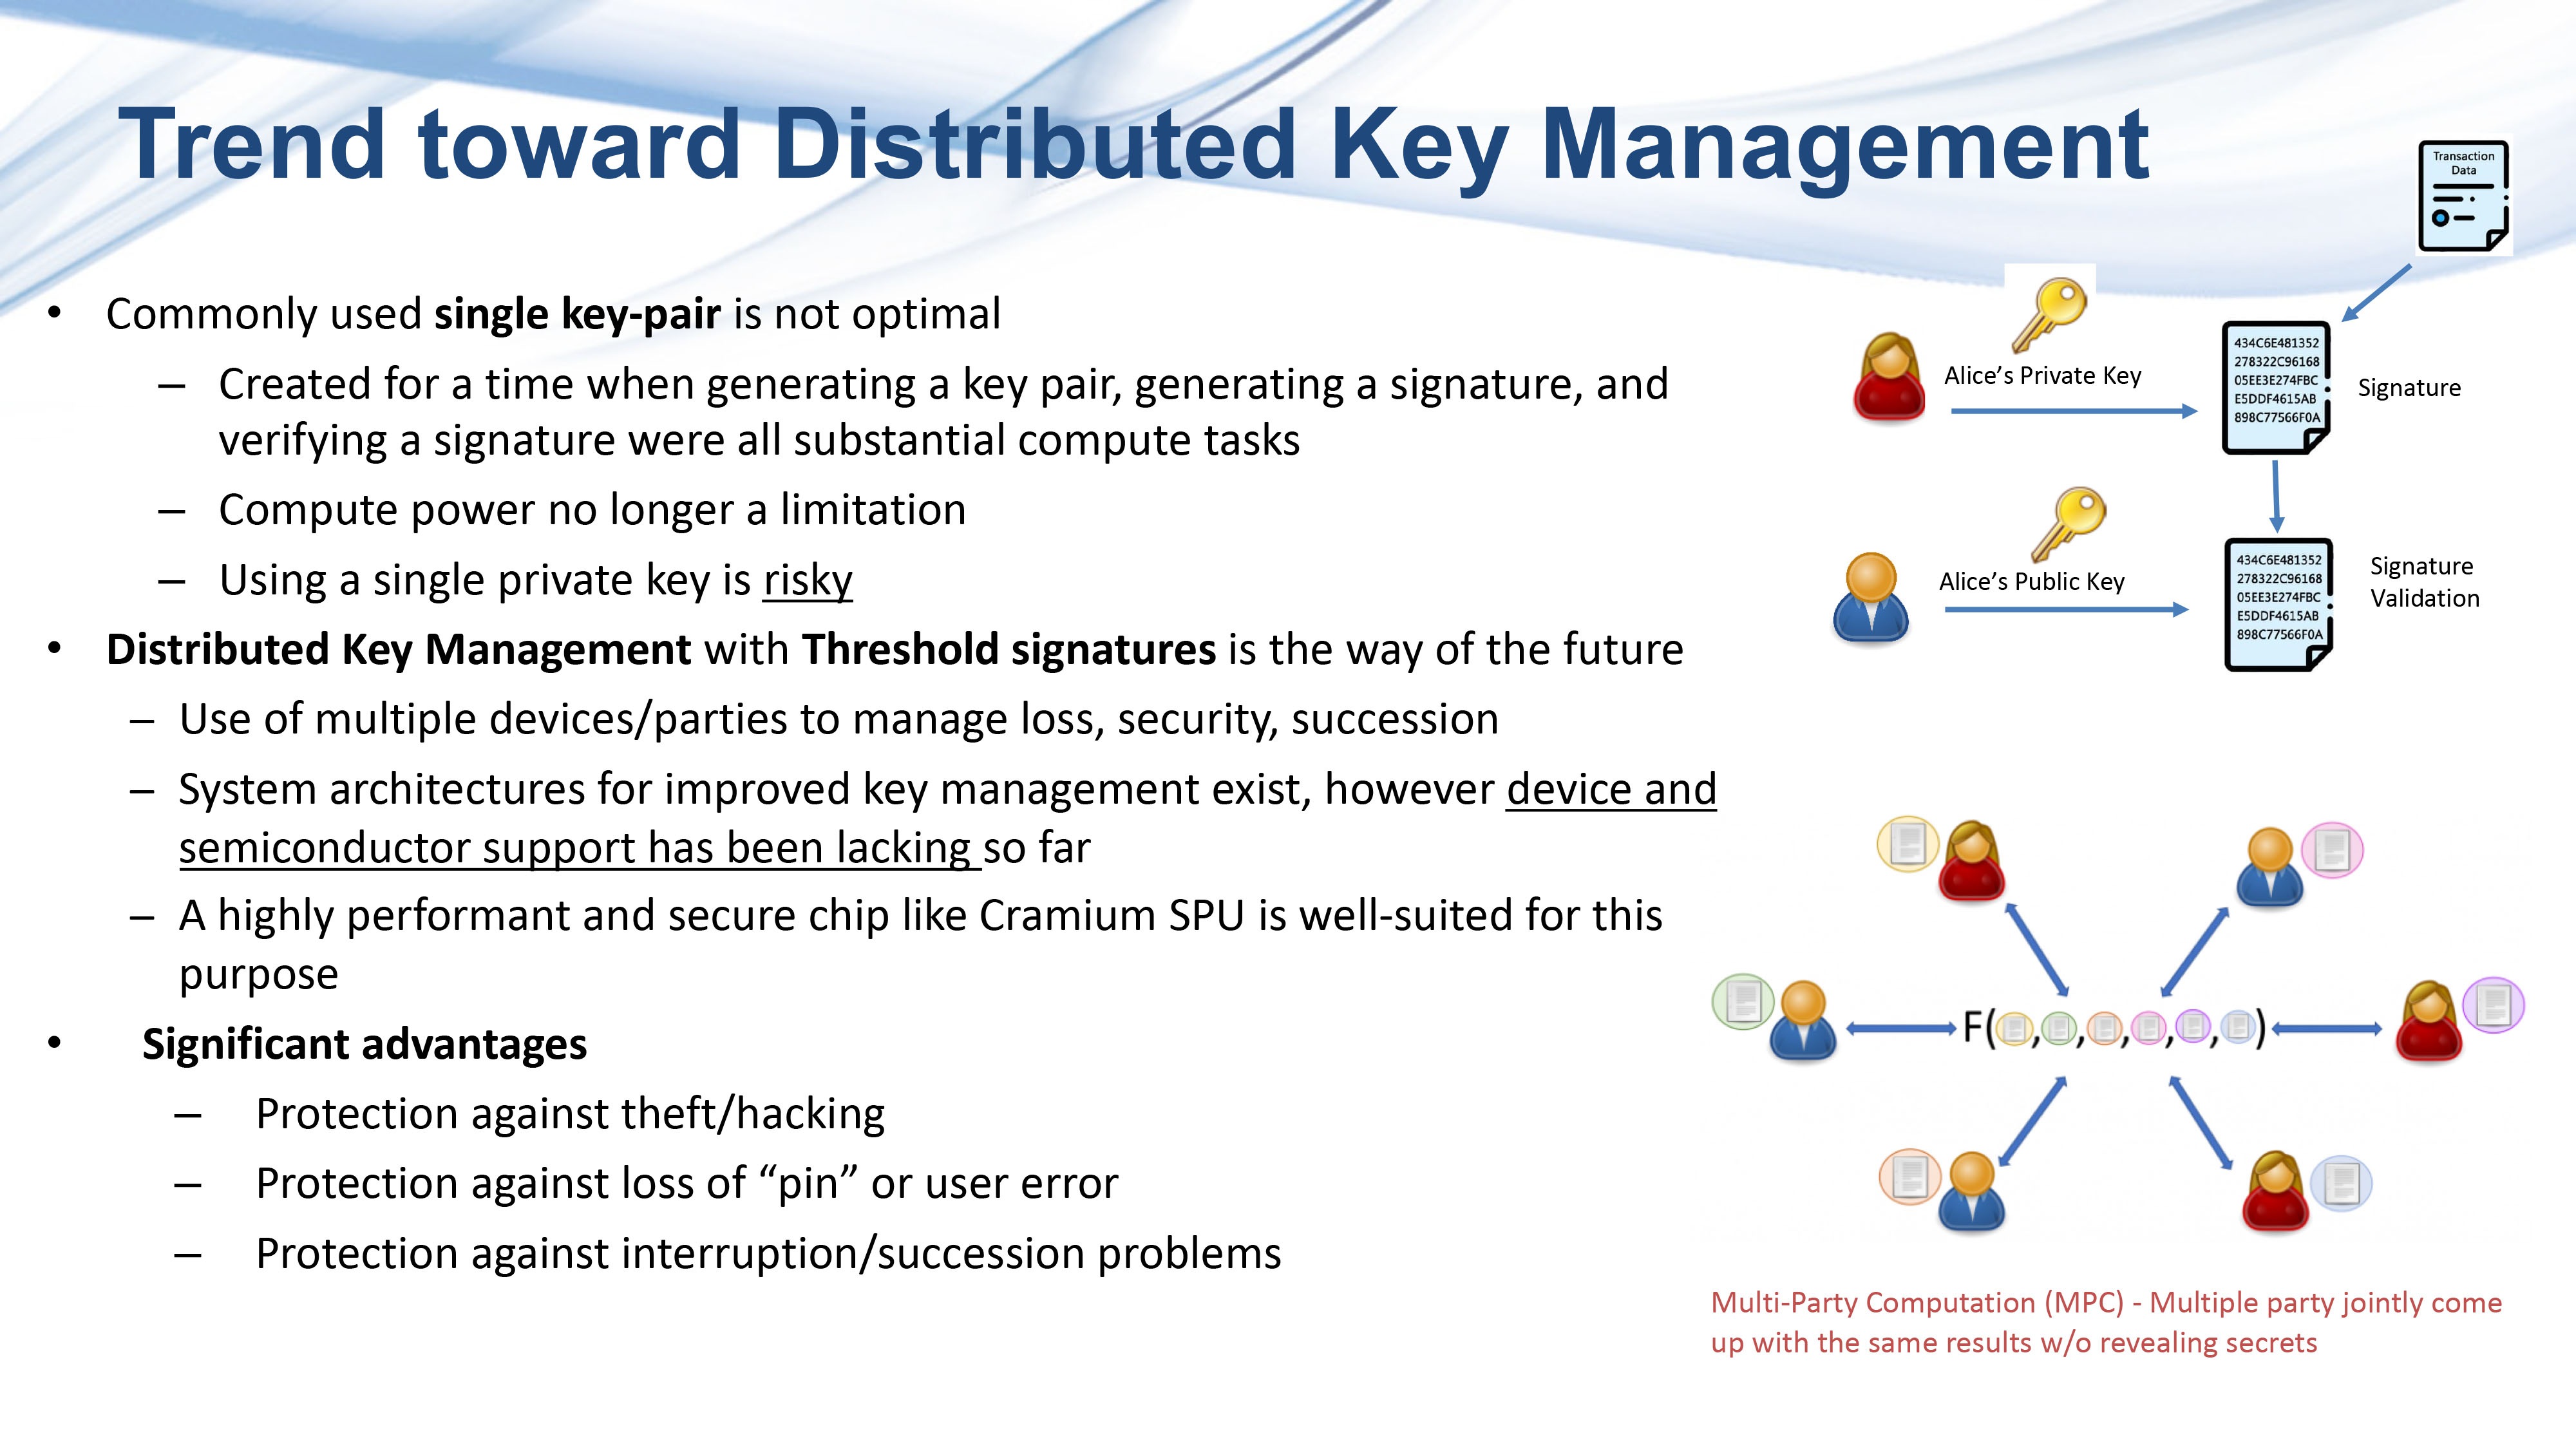 Trend toward Distributed Key Management
• Commonly used single key-pair is not optimal
– Created for a time when generating a key pair, generating a signature, and
verifying a signature were all substantial compute tasks
– Compute power no longer a limitation
– Using a single private key is risky
• Distributed Key Management with Threshold signatures is the way of the future
– Use of multiple devices/parties to manage loss, security, succession
– System architectures for improved key management exist, however device and
semiconductor support has been lacking so far
– A highly performant and secure chip like Cramium SPU is well-suited for this
purpose
• Significant advantages
– Protection against theft/hacking
– Protection against loss of “pin” or user error
– Protection against interruption/succession problems
Transaction
Data
Alice’s Private Key
434C6E481352
278322C96168
05EE3E274FBC
E5DDF4615AB
898C77566F0A
Signature
Alice’s Public Key
434C6E481352
278322C96168
05EE3E274FBC
E5DDF4615AB
898C77566F0A
Signature
Validation
F( , , , , , )
Multi-Party Computation (MPC) - Multiple party jointly come
up with the same results w/o revealing secrets